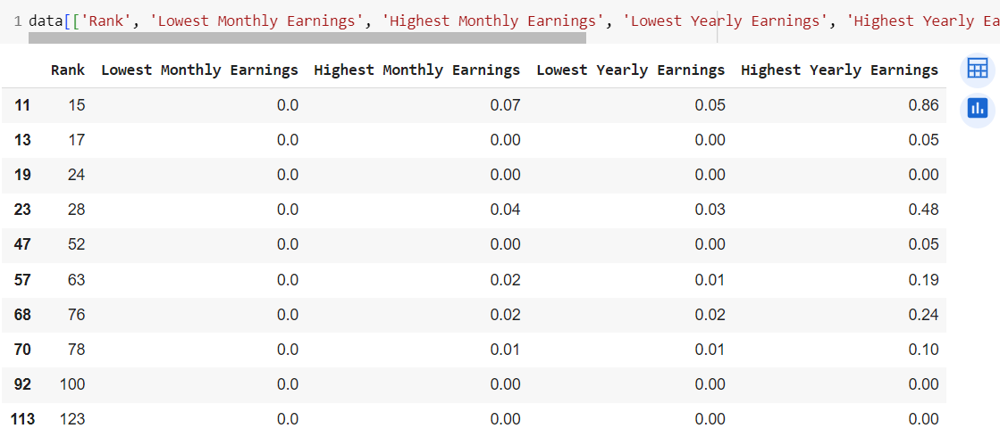 1 data[['Rank', 'Lowest Monthly Earnings', 'Highest Monthly Earnings', 'Lowest Yearly Earnings', 'Highest Yearly Ea
Rank Lowest Monthly Earnings Highest Monthly Earnings Lowest Yearly Earnings Highest Yearly Earnings
11 15 0.0 0.07 0.05 0.86
13 17 0.0 0.00 0.00 0.05
19 24 0.0 0.00 0.00 0.00
23 28 0.0 0.04 0.03 0.48
47 52 0.0 0.00 0.00 0.05
57 63 0.0 0.02 0.01 0.19
68 76 0.0 0.02 0.02 0.24
70 78 0.0 0.01 0.01 0.10
92 100 0.0 0.00 0.00 0.00
113 123 0.0 0.00 0.00 0.00